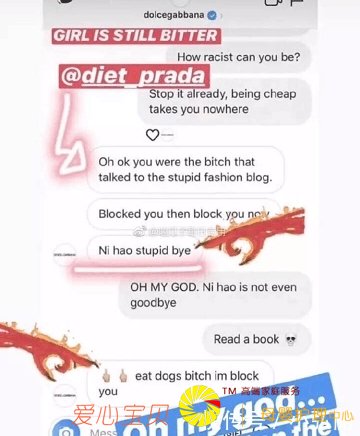 dolcegabbana
GIRL IS STILL BITTER
How racist can you be?
@diet_prada
Stop it already, being cheap
takes you nowhere
Oh ok you were the bitch that
talked to the stupid fashion blog.
Blocked you then block you now
Ni hao stupid bye
OH MY GOD. Ni hao is not even
goodbye
Read a book 💀
🖕🖕 eat dogs bitch im block
you
TM 高端家庭服务
爱心宝贝
Mess
oh my god...
the